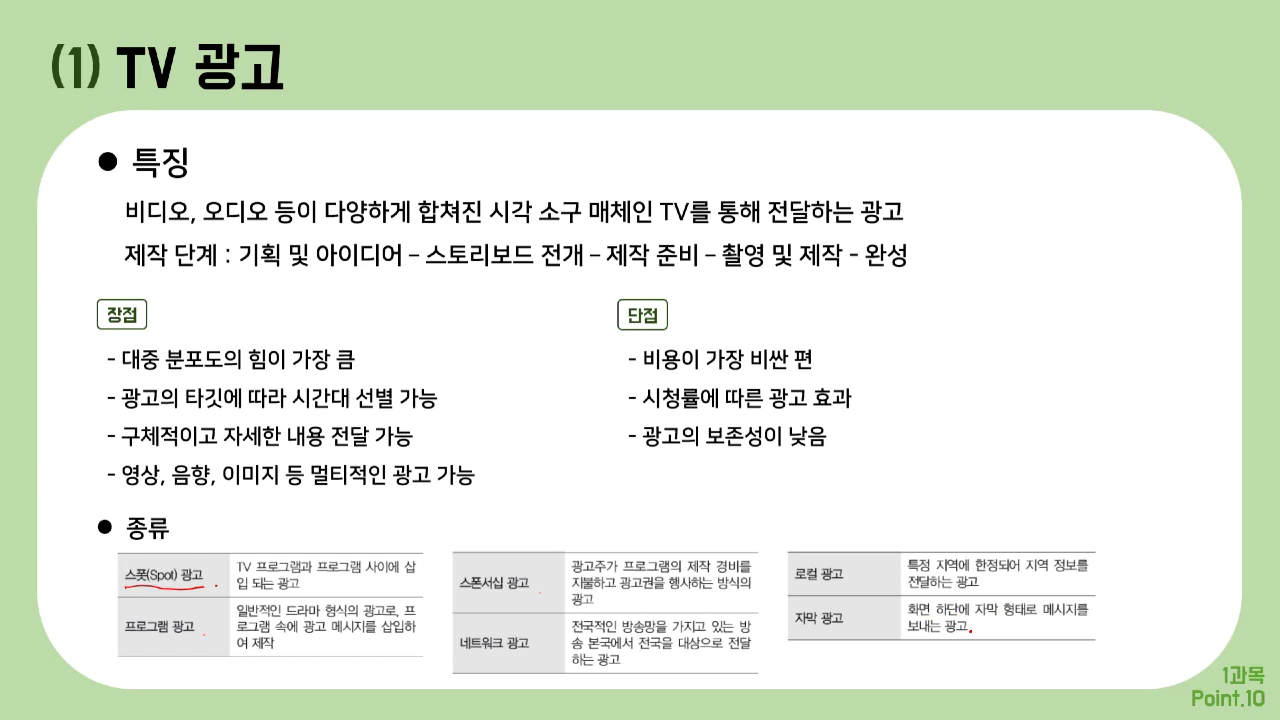 (1) TV 광고
● 특징
비디오, 오디오 등이 다양하게 합쳐진 시각 소구 매체인 TV를 통해 전달하는 광고
제작 단계 : 기획 및 아이디어 – 스토리보드 전개 – 제작 준비 – 촬영 및 제작 - 완성
장점
- 대중 분포도의 힘이 가장 큼
- 광고의 타깃에 따라 시간대 선별 가능
- 구체적이고 자세한 내용 전달 가능
- 영상, 음향, 이미지 등 멀티적인 광고 가능
단점
- 비용이 가장 비싼 편
- 시청률에 따른 광고 효과
- 광고의 보존성이 낮음
● 종류
스폿(Spot) 광고
TV 프로그램과 프로그램 사이에 삽
입 되는 광고
프로그램 광고
일반적인 드라마 형식의 광고로, 프
로그램 속에 광고 메시지를 삽입하
여 제작
스폰서십 광고
광고주가 프로그램의 제작 경비를
지불하고 광고권을 행사하는 방식의
광고
네트워크 광고
전국적인 방송망을 가지고 있는 방
송 본국에서 전국을 대상으로 전달
하는 광고
로컬 광고
특정 지역에 한정되어 지역 정보를
전달하는 광고
자막 광고
화면 하단에 자막 형태로 메시지를
보내는 광고
1과목
Point.10